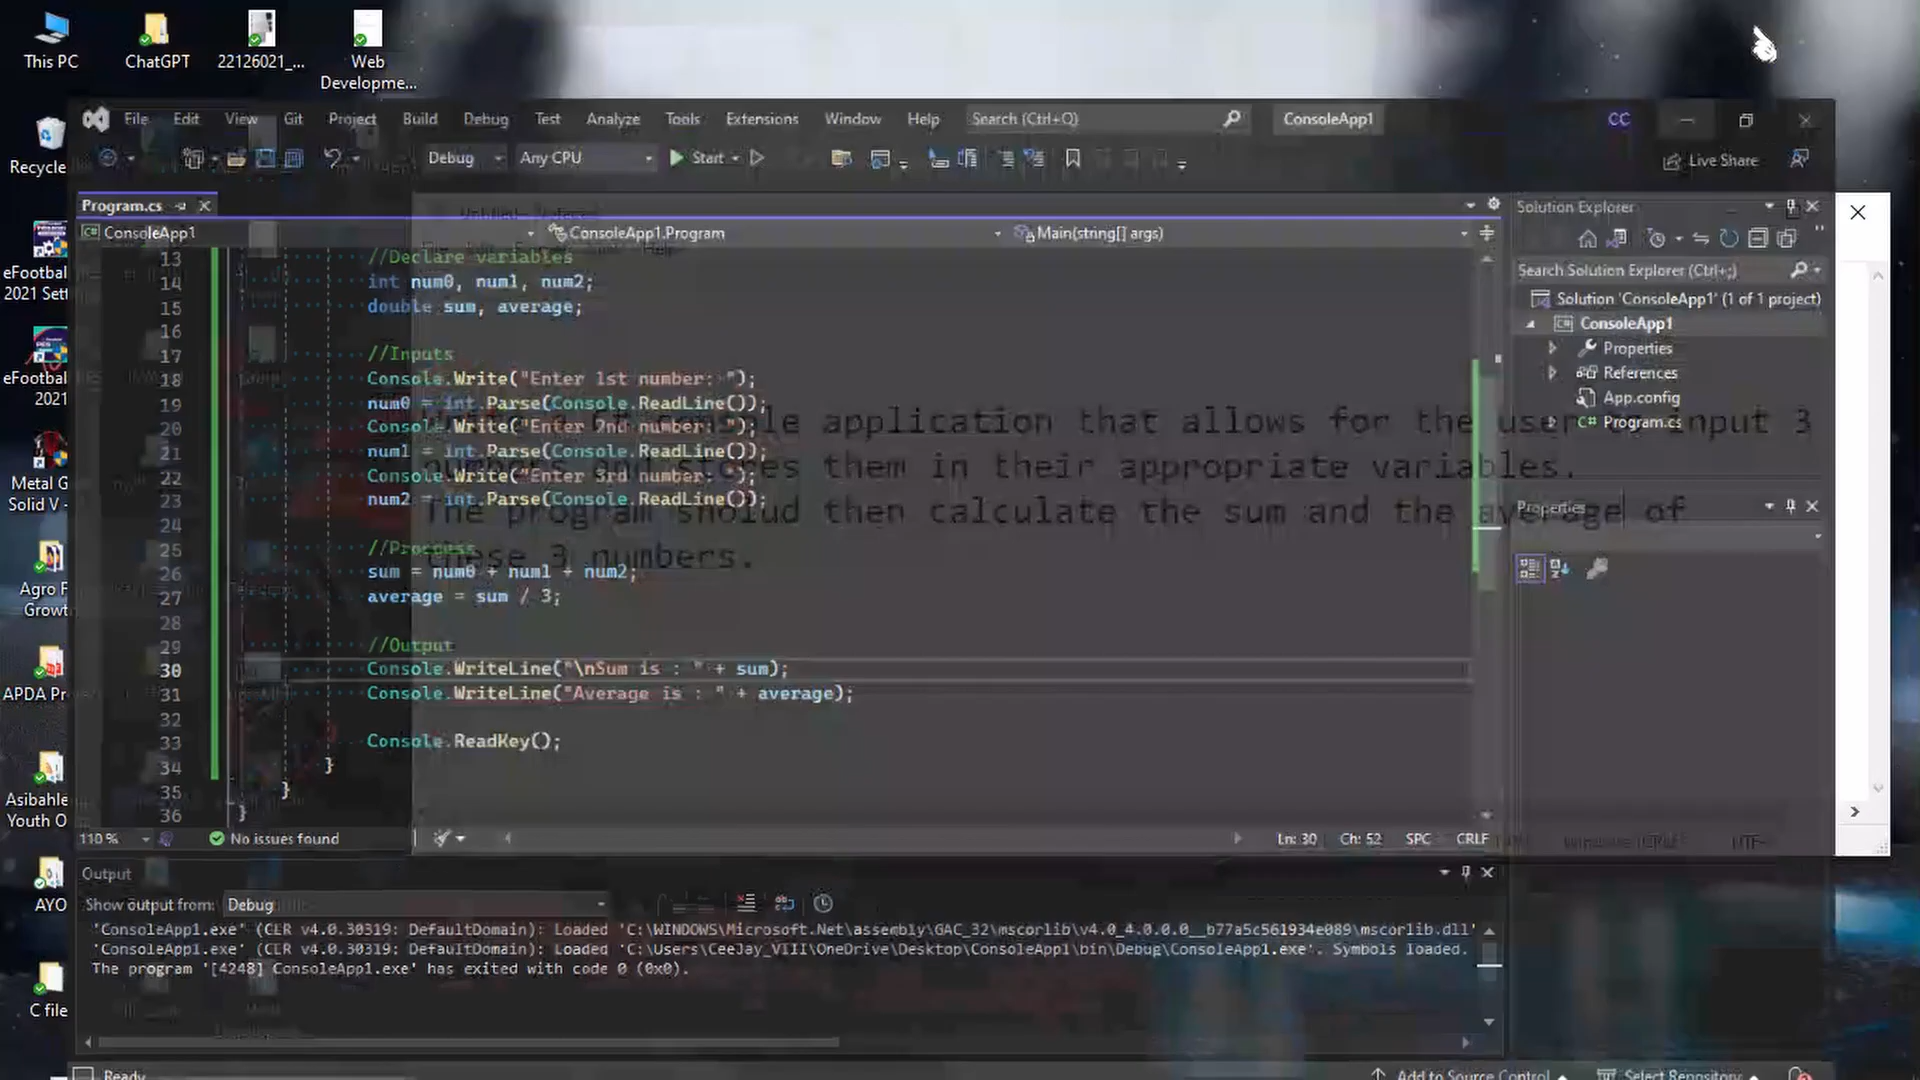 This PC
ChatGPT
22126021_...
Web
Developme...
Recycle
eFootbal
2021 Sett
eFootbal
2021
Metal G
Solid V -
Agro F
Growth
APDA Pro
Asibahle
Youth O
AYO
C file
File Edit View Git Project Build Debug Test Analyze Tools Extensions Window Help Search (Ctrl+Q) ConsoleApp1 CC
Debug Any CPU Start Live Share
Program.cs
ConsoleApp1 ConsoleApp1.Program Main(string[] args)
13 //Declare variables
14 int num0, num1, num2;
15 double sum, average;
16
17 //Inputs
18 Console.Write("Enter 1st number: ");
19 num0 = int.Parse(Console.ReadLine());
20 Console.Write("Enter 2nd number: ");
21 num1 = int.Parse(Console.ReadLine());
22 Console.Write("Enter 3rd number: ");
23 num2 = int.Parse(Console.ReadLine());
24
25 //Process
26 sum = num0 + num1 + num2;
27 average = sum / 3;
28
29 //Output
30 Console.WriteLine("\nSum is : " + sum);
31 Console.WriteLine("Average is : " + average);
32
33 Console.ReadKey();
34 }
35 }
36 }
console application that allows for the user to input 3
numbers and stores them in their appropriate variables.
The program sholud then calculate the sum and the average of
these 3 numbers.
110 % No issues found Ln: 30 Ch: 52 SPC CRLF
Solution Explorer
Search Solution Explorer (Ctrl+;)
Solution 'ConsoleApp1' (1 of 1 project)
ConsoleApp1
Properties
References
App.config
Program.cs
Properties
Output
Show output from: Debug
'ConsoleApp1.exe' (CLR v4.0.30319: DefaultDomain): Loaded 'C:\WINDOWS\Microsoft.Net\assembly\GAC_32\mscorlib\v4.0_4.0.0.0__b77a5c561934e089\mscorlib.dll'
'ConsoleApp1.exe' (CLR v4.0.30319: DefaultDomain): Loaded 'C:\Users\CeeJay_VIII\OneDrive\Desktop\ConsoleApp1\bin\Debug\ConsoleApp1.exe'. Symbols loaded.
The program '[4248] ConsoleApp1.exe' has exited with code 0 (0x0).
Ready Add to Source Control Select Repository